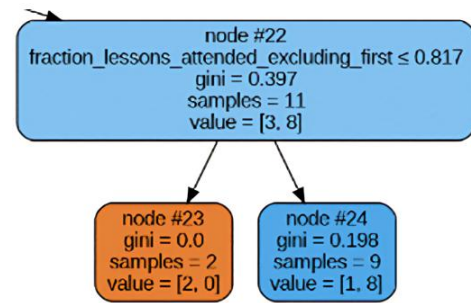 node #22
fraction_lessons_attended_excluding_first ≤ 0.817
gini = 0.397
samples = 11
value = [3, 8]
node #23
gini = 0.0
samples = 2
value = [2, 0]
node #24
gini = 0.198
samples = 9
value = [1, 8]